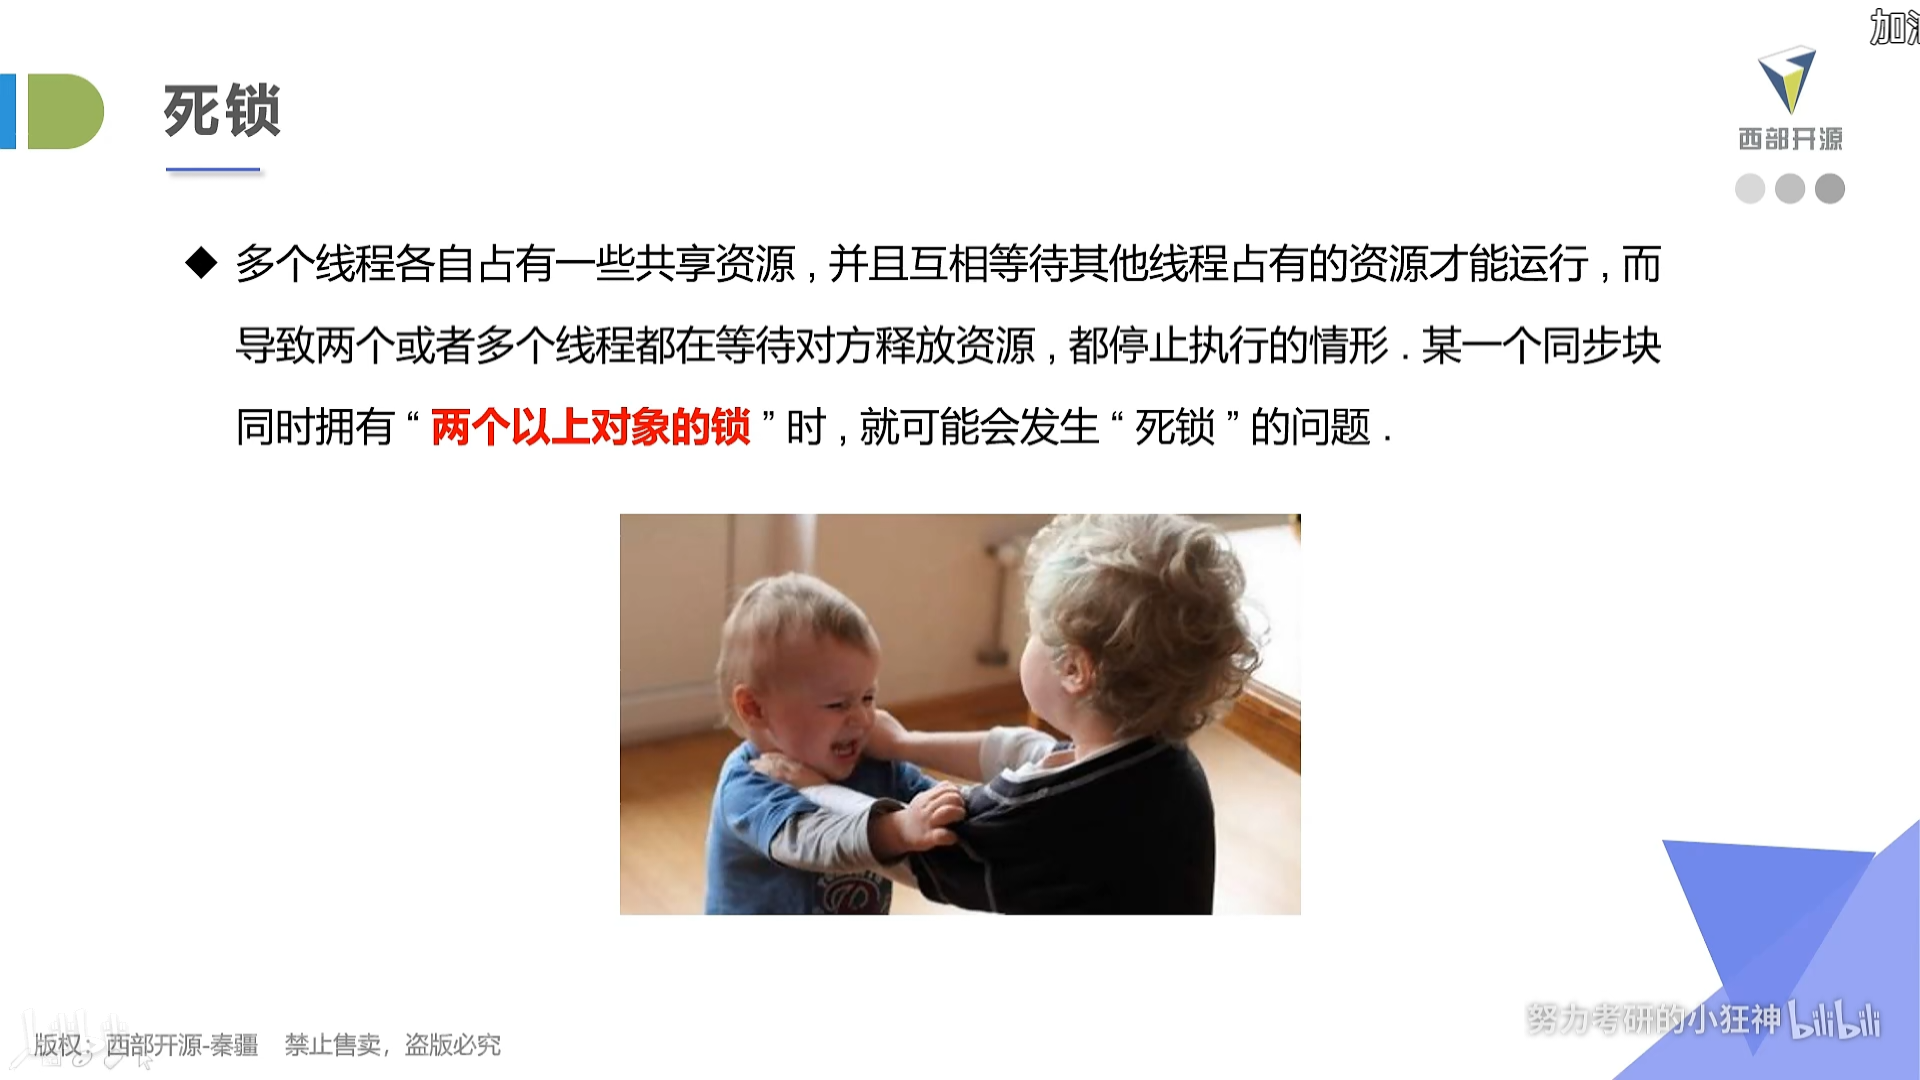 加油
死锁
西部开源
◆ 多个线程各自占有一些共享资源 , 并且互相等待其他线程占有的资源才能运行 , 而
导致两个或者多个线程都在等待对方释放资源 , 都停止执行的情形 . 某一个同步块
同时拥有 “ 两个以上对象的锁 ” 时 , 就可能会发生 “ 死锁 ” 的问题 .
努力考研的小狂神 bilibili
版权：西部开源-秦疆 禁止售卖，盗版必究